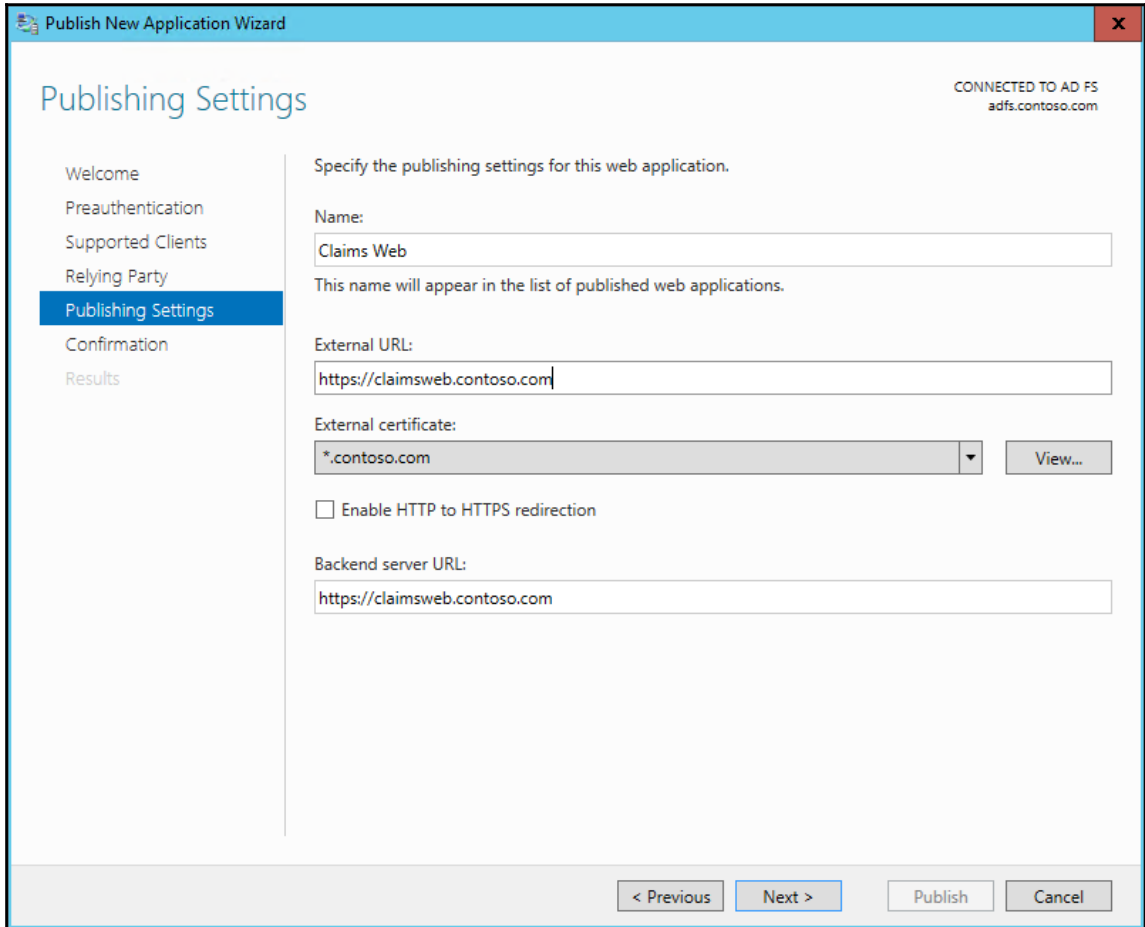 Publish New Application Wizard
x
Publishing Settings
CONNECTED TO AD FS
adfs.contoso.com
Welcome
Preauthentication
Supported Clients
Relying Party
Publishing Settings
Confirmation
Results
Specify the publishing settings for this web application.
Name:
Claims Web
This name will appear in the list of published web applications.
External URL:
https://claimsweb.contoso.com
External certificate:
*.contoso.com
View...
Enable HTTP to HTTPS redirection
Backend server URL:
https://claimsweb.contoso.com
< Previous
Next >
Publish
Cancel